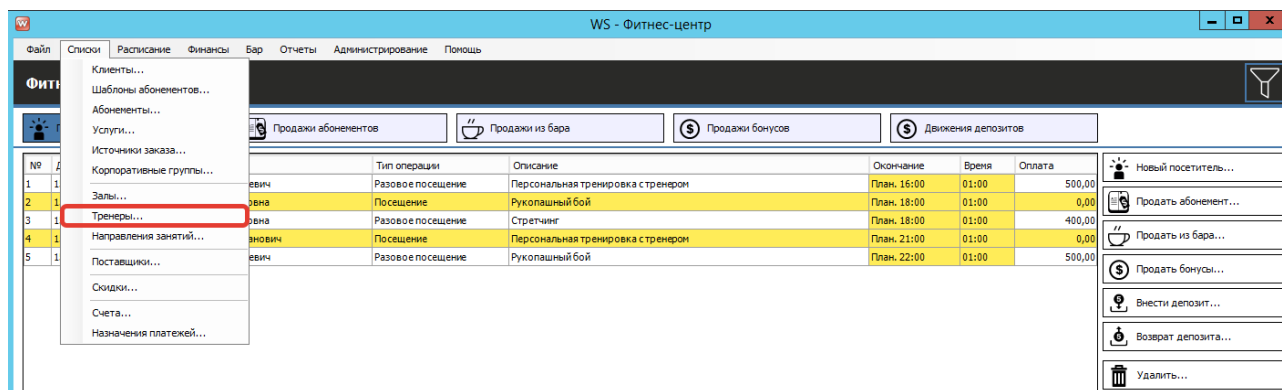 WS - Фитнес-центр
Файл Списки Расписание Финансы Бар Отчеты Администрирование Помощь
Клиенты...
Шаблоны абонементов...
Абонементы...
Услуги...
Источники заказа...
Корпоративные группы...
Залы...
Тренеры...
Направления занятий...
Поставщики...
Скидки...
Счета...
Назначения платежей...
Продажи абонементов Продажи из бара Продажи бонусов Движения депозитов
№ Тип операции Описание Окончание Время Оплата
1 Разовое посещение Персональная тренировка с тренером План. 16:00 01:00 500,00
2 Посещение Рукопашный бой План. 18:00 01:00 0,00
3 Разовое посещение Стретчинг План. 18:00 01:00 400,00
4 Посещение Персональная тренировка с тренером План. 21:00 01:00 0,00
5 Разовое посещение Рукопашный бой План. 22:00 01:00 500,00
Новый посетитель...
Продать абонемент...
Продать из бара...
Продать бонусы...
Внести депозит...
Возврат депозита...
Удалить...